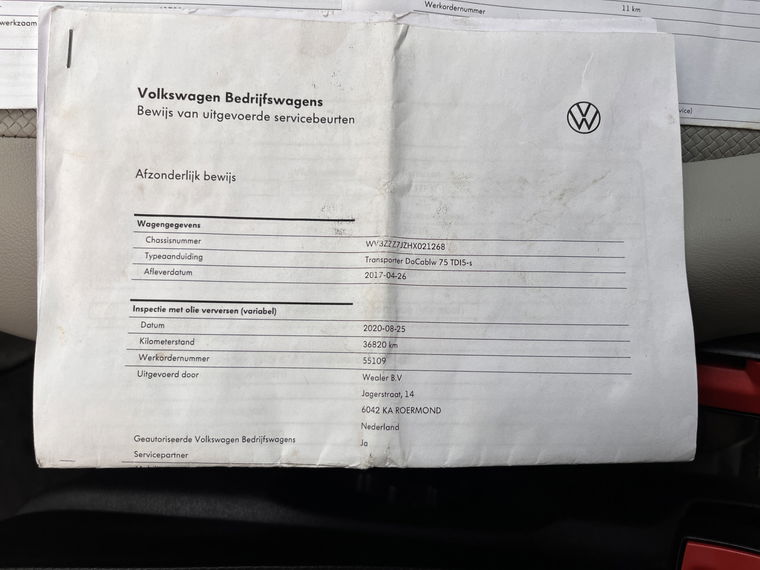 werkzaam
Werkordernummer 11 km
vice)
Volkswagen Bedrijfswagens
Bewijs van uitgevoerde servicebeurten
Afzonderlijk bewijs
Wagengegevens
Chassisnummer WV3ZZZ7JZHX021268
Typeaanduiding Transporter DoCabLw 75 TDI5-s
Afleverdatum 2017-04-26
Inspectie met olie verversen (variabel)
Datum 2020-08-25
Kilometerstand 36820 km
Werkordernummer 55109
Uitgevoerd door Wealer B.V
Jagerstraat, 14
6042 KA ROERMOND
Nederland
Geautoriseerde Volkswagen Bedrijfswagens Ja
Servicepartner